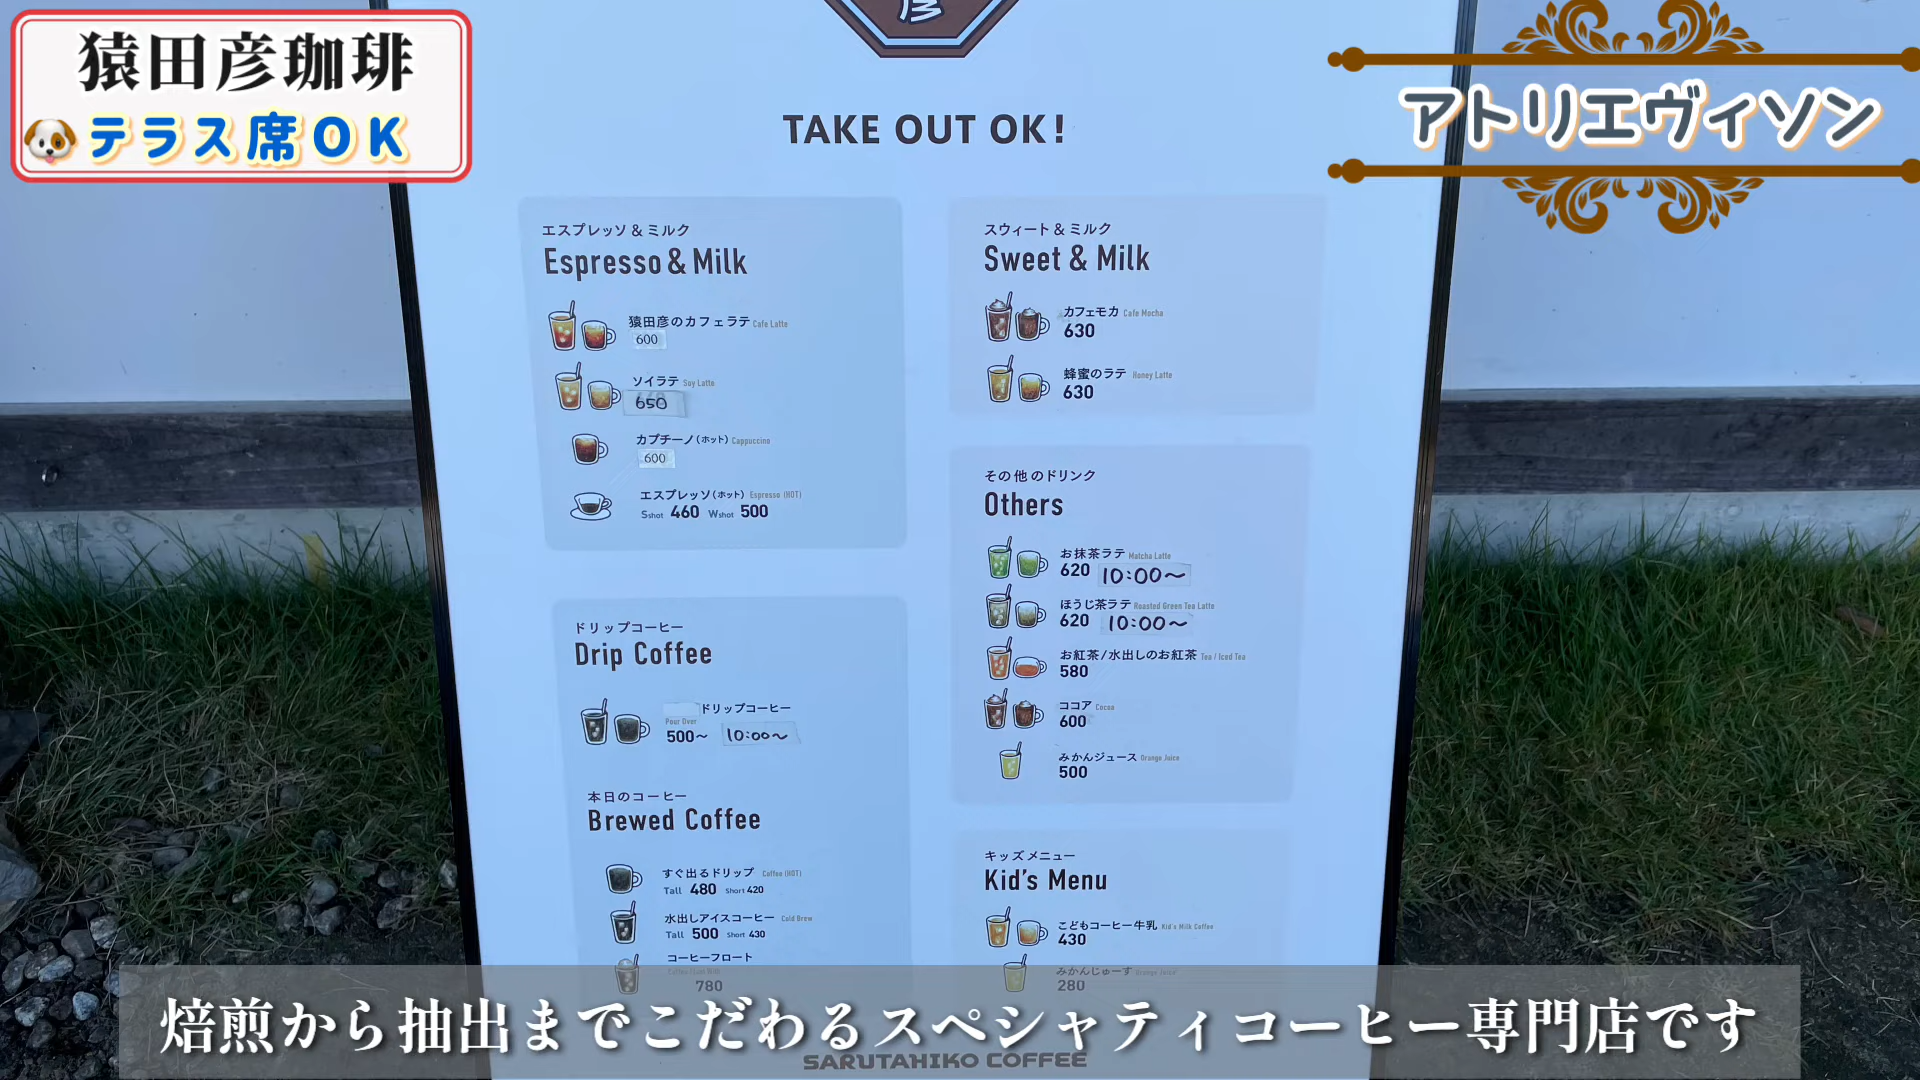 猿田彦珈琲
テラス席OK
アトリエヴィソン
彦
TAKE OUT OK!
エスプレッソ&ミルク
Espresso & Milk
猿田彦のカフェラテ Cafe Latte
600
ソイラテ Soy Latte
650
カプチーノ(ホット) Cappuccino
600
エスプレッソ(ホット) Espresso (HOT)
Sshot 460 Wshot 500
ドリップコーヒー
Drip Coffee
ドリップコーヒー
Pour Over
500~ 10:00~
本日のコーヒー
Brewed Coffee
すぐ出るドリップ Coffee (HOT)
Tall 480 Short 420
水出しアイスコーヒー Cold Brew
Tall 500 Short 430
コーヒーフロート
780
スウィート&ミルク
Sweet & Milk
カフェモカ Cafe Mocha
630
蜂蜜のラテ Honey Latte
630
その他のドリンク
Others
お抹茶ラテ Matcha Latte
620 10:00~
ほうじ茶ラテ Roasted Green Tea Latte
620 10:00~
お紅茶/水出しのお紅茶 Tea / Iced Tea
580
ココア Cocoa
600
みかんジュース Orange Juice
500
キッズメニュー
Kid's Menu
こどもコーヒー牛乳 Kid's Milk Coffee
430
みかんじゅーす Orange Juice
280
焙煎から抽出までこだわるスペシャティコーヒー専門店です
SARUTAHIKO COFFEE